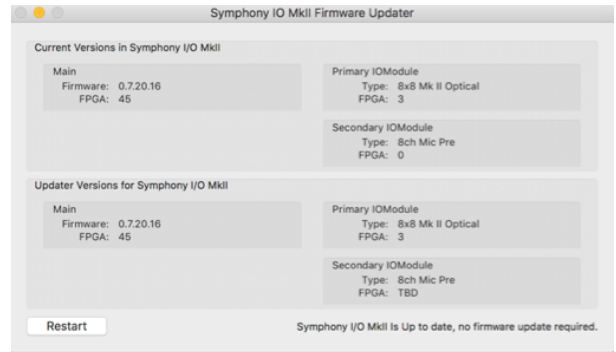 Symphony IO MkII Firmware Updater
Current Versions in Symphony I/O MkII
Main
Firmware: 0.7.20.16
FPGA: 45
Primary IOModule
Type: 8x8 Mk II Optical
FPGA: 3
Secondary IOModule
Type: 8ch Mic Pre
FPGA: 0
Updater Versions for Symphony I/O MkII
Main
Firmware: 0.7.20.16
FPGA: 45
Primary IOModule
Type: 8x8 Mk II Optical
FPGA: 3
Secondary IOModule
Type: 8ch Mic Pre
FPGA: TBD
Restart
Symphony I/O MkII Is Up to date, no firmware update required.